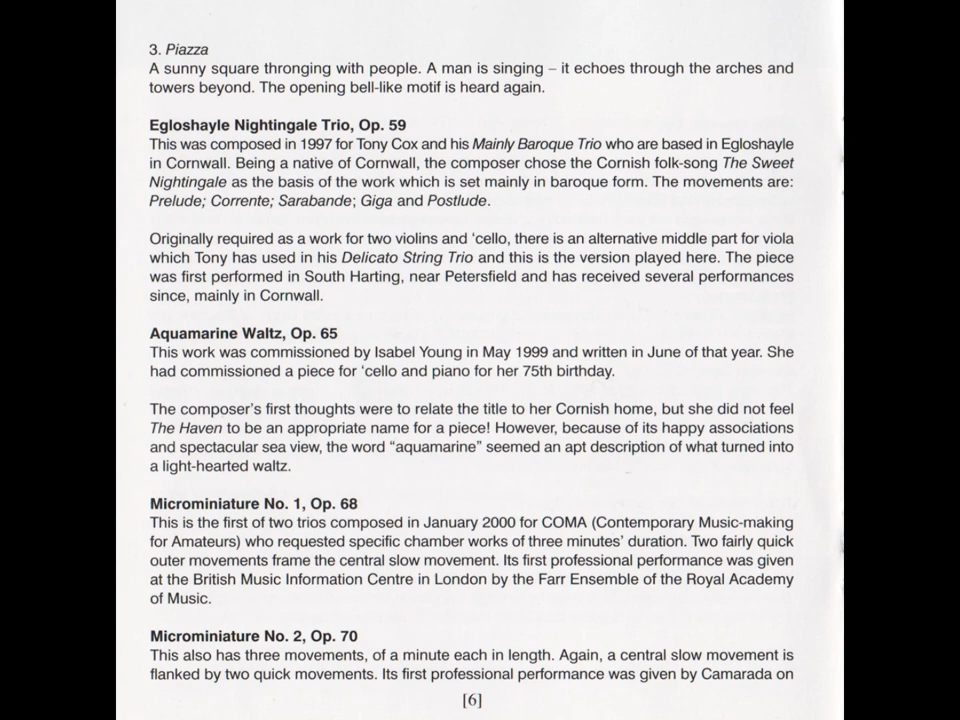 3. Piazza
A sunny square thronging with people. A man is singing – it echoes through the arches and
towers beyond. The opening bell-like motif is heard again.
Egloshayle Nightingale Trio, Op. 59
This was composed in 1997 for Tony Cox and his Mainly Baroque Trio who are based in Egloshayle
in Cornwall. Being a native of Cornwall, the composer chose the Cornish folk-song The Sweet
Nightingale as the basis of the work which is set mainly in baroque form. The movements are:
Prelude; Corrente; Sarabande; Giga and Postlude.
Originally required as a work for two violins and ‘cello, there is an alternative middle part for viola
which Tony has used in his Delicato String Trio and this is the version played here. The piece
was first performed in South Harting, near Petersfield and has received several performances
since, mainly in Cornwall.
Aquamarine Waltz, Op. 65
This work was commissioned by Isabel Young in May 1999 and written in June of that year. She
had commissioned a piece for ‘cello and piano for her 75th birthday.
The composer’s first thoughts were to relate the title to her Cornish home, but she did not feel
The Haven to be an appropriate name for a piece! However, because of its happy associations
and spectacular sea view, the word “aquamarine” seemed an apt description of what turned into
a light-hearted waltz.
Microminiature No. 1, Op. 68
This is the first of two trios composed in January 2000 for COMA (Contemporary Music-making
for Amateurs) who requested specific chamber works of three minutes’ duration. Two fairly quick
outer movements frame the central slow movement. Its first professional performance was given
at the British Music Information Centre in London by the Farr Ensemble of the Royal Academy
of Music.
Microminiature No. 2, Op. 70
This also has three movements, of a minute each in length. Again, a central slow movement is
flanked by two quick movements. Its first professional performance was given by Camarada on
[6]